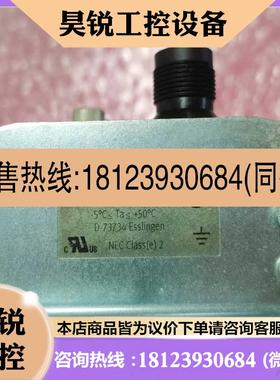 昊锐工控设备
售热线:18123930684(同
-5°C ≤ Ta ≤ +50°C
D-73734 Esslingen
NEC Class(e) 2
c RU us
锐
控
本店商品皆为议价下单请咨询客服
咨询热线:18123930684 (微